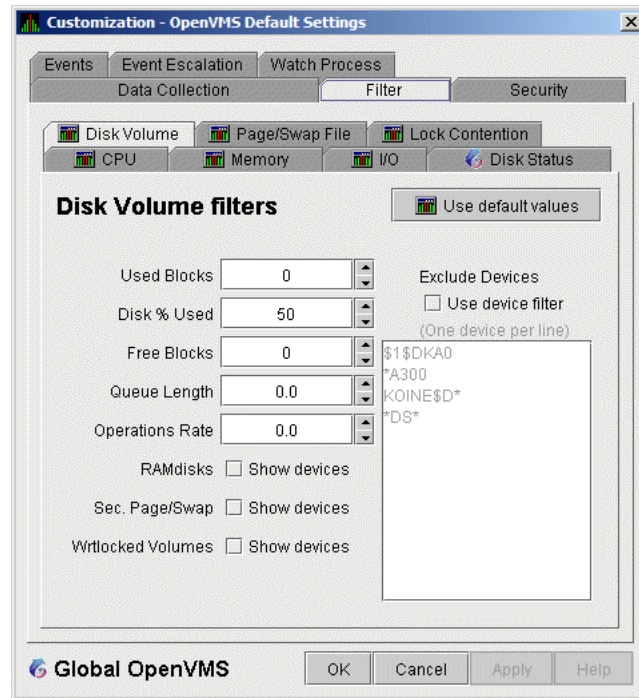 Customization - OpenVMS Default Settings
Events Event Escalation Watch Process
Data Collection Filter Security
Disk Volume Page/Swap File Lock Contention
CPU Memory I/O Disk Status
Disk Volume filters
Use default values
Used Blocks 0
Disk % Used 50
Free Blocks 0
Queue Length 0.0
Operations Rate 0.0
RAMdisks Show devices
Sec. Page/Swap Show devices
Wrtlocked Volumes Show devices
Exclude Devices
Use device filter
(One device per line)
$1$DKA0
*A300
KOINE$D*
*DS*
Global OpenVMS
OK Cancel Apply Help